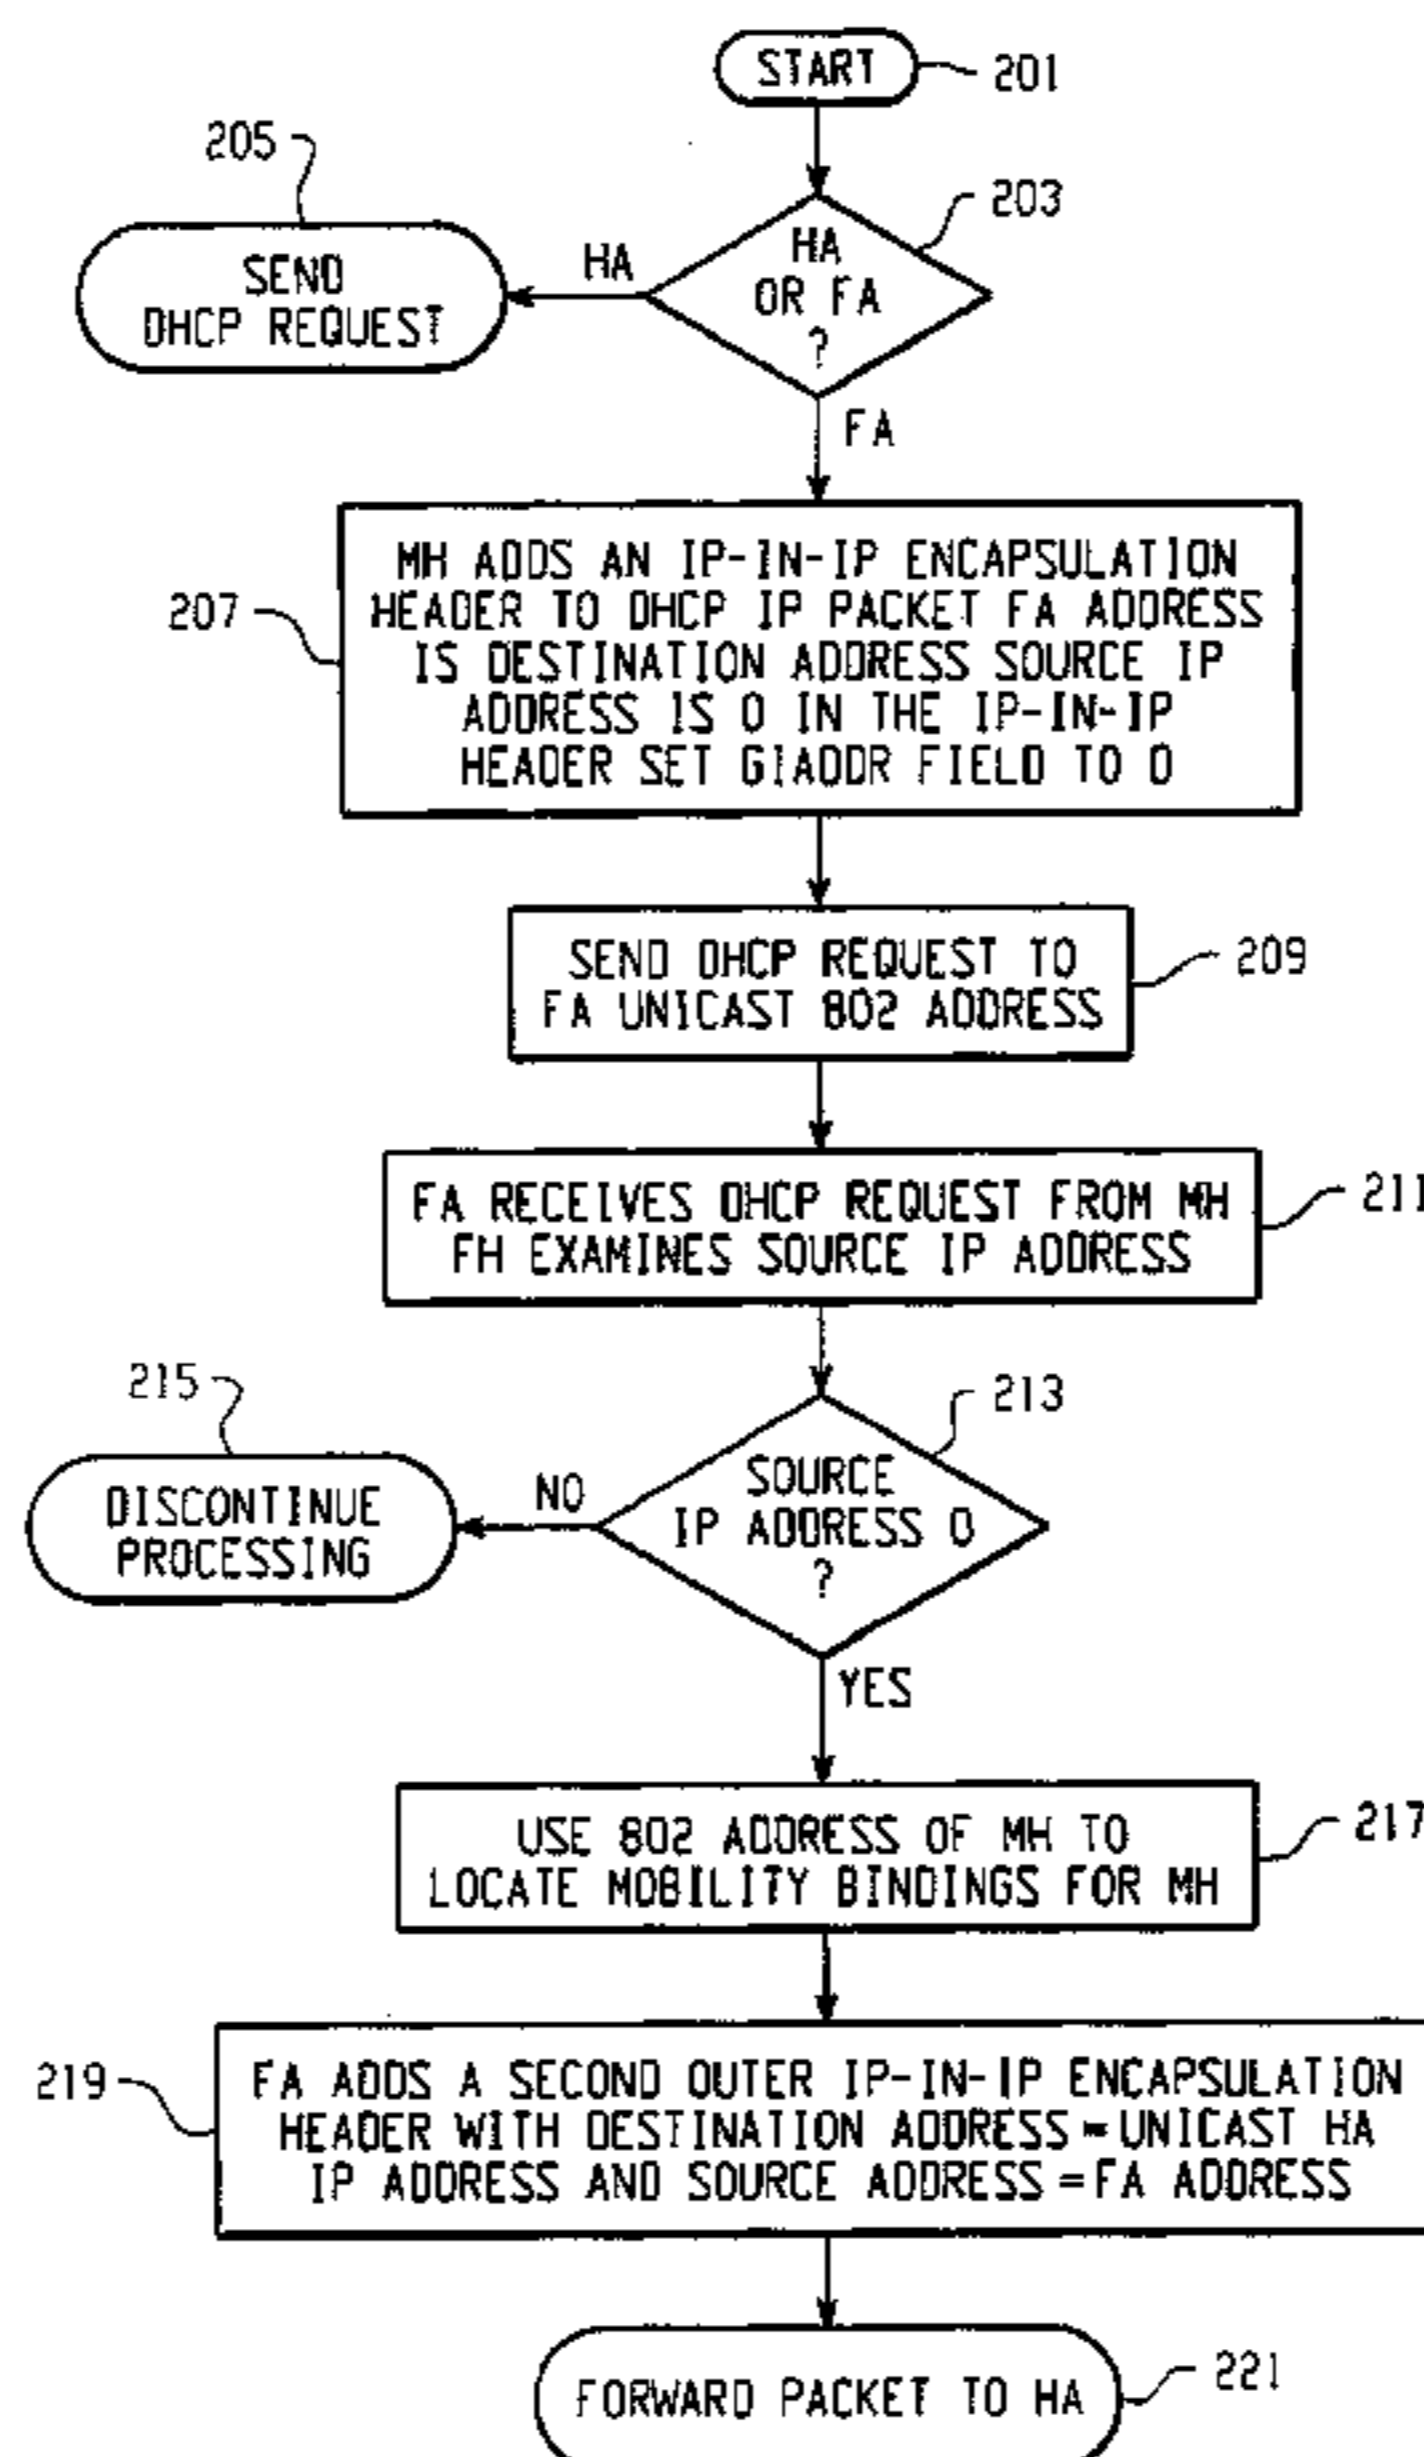 START
201
205
203
SEND
DHCP REQUEST
HA
HA
OR FA
?
FA
207
MH ADDS AN IP-IN-IP ENCAPSULATION
HEADER TO DHCP IP PACKET FA ADDRESS
IS DESTINATION ADDRESS SOURCE IP
ADDRESS IS 0 IN THE IP-IN-IP
HEADER SET GIADDR FIELD TO 0
SEND DHCP REQUEST TO
FA UNICAST 802 ADDRESS
209
FA RECEIVES DHCP REQUEST FROM MH
FH EXAMINES SOURCE IP ADDRESS
211
215
213
DISCONTINUE
PROCESSING
NO
SOURCE
IP ADDRESS 0
?
YES
USE 802 ADDRESS OF MH TO
LOCATE MOBILITY BINDINGS FOR MH
217
219
FA ADDS A SECOND OUTER IP-IN-IP ENCAPSULATION
HEADER WITH DESTINATION ADDRESS = UNICAST HA
IP ADDRESS AND SOURCE ADDRESS = FA ADDRESS
FORWARD PACKET TO HA
221